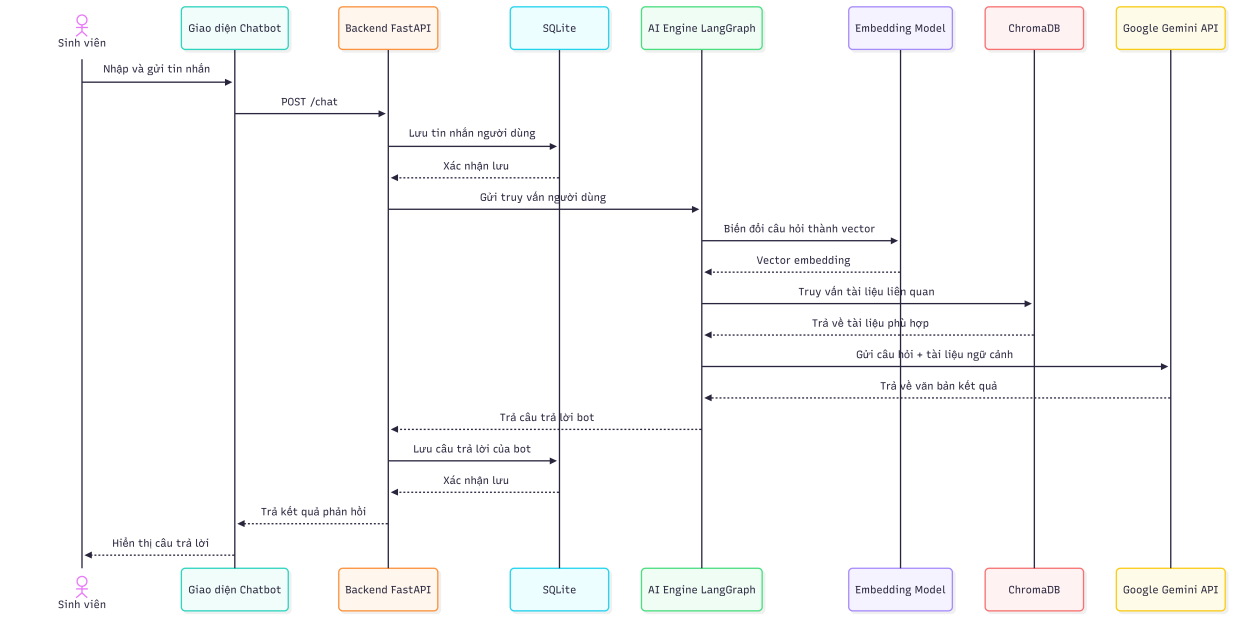 Sinh viên
Giao diện Chatbot
Backend FastAPI
SQLite
AI Engine LangGraph
Embedding Model
ChromaDB
Google Gemini API
Nhập và gửi tin nhắn
POST /chat
Lưu tin nhắn người dùng
Xác nhận lưu
Gửi truy vấn người dùng
Biến đổi câu hỏi thành vector
Vector embedding
Truy vấn tài liệu liên quan
Trả về tài liệu phù hợp
Gửi câu hỏi + tài liệu ngữ cảnh
Trả về văn bản kết quả
Trả câu trả lời bot
Lưu câu trả lời của bot
Xác nhận lưu
Trả kết quả phản hồi
Hiển thị câu trả lời
Sinh viên
Giao diện Chatbot
Backend FastAPI
SQLite
AI Engine LangGraph
Embedding Model
ChromaDB
Google Gemini API